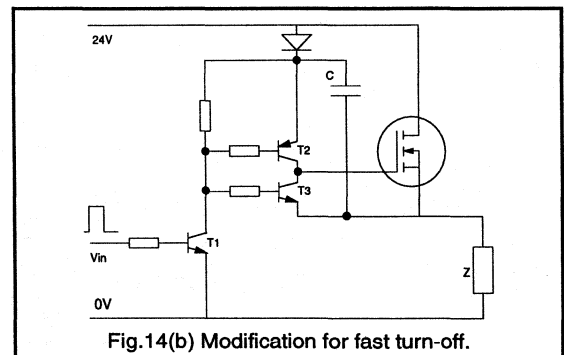 24V
C
T2
T3
T1
Vin
Z
0V
Fig.14(b) Modification for fast turn-off.